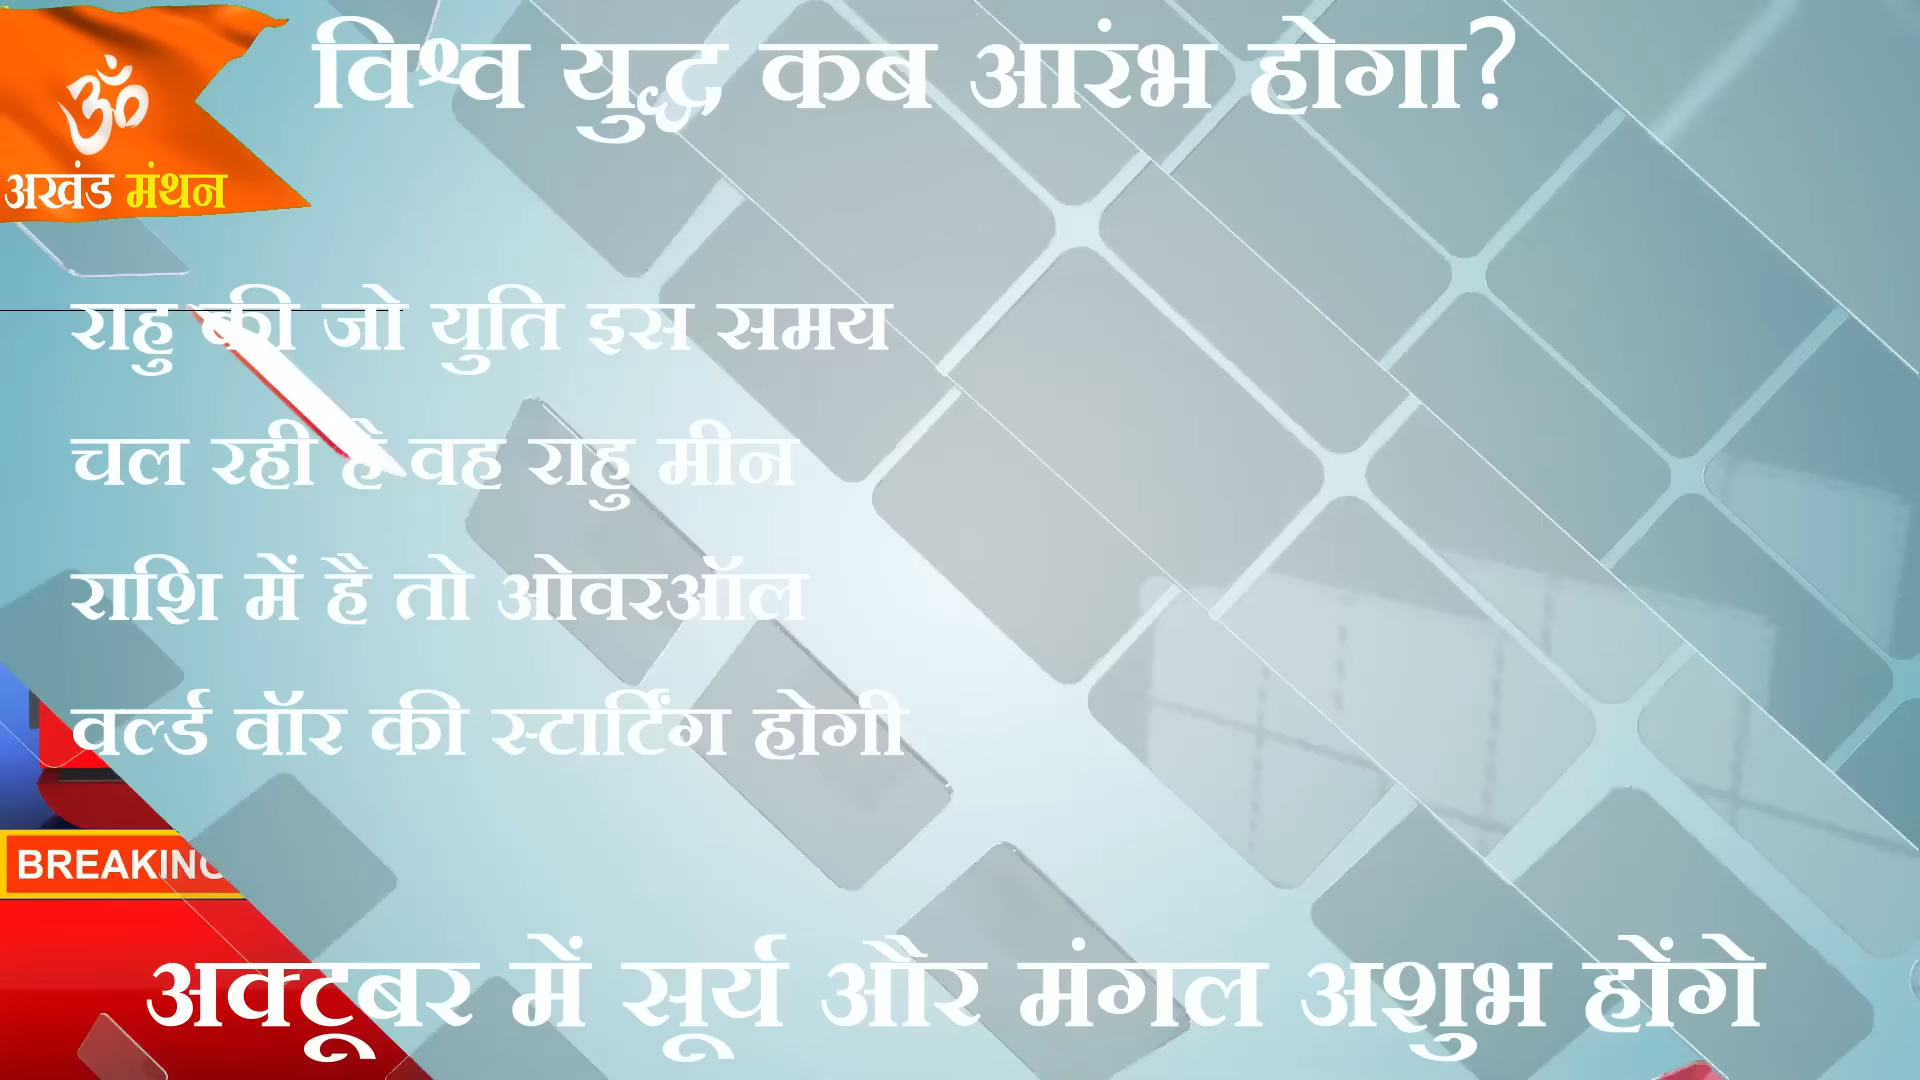 विश्व युद्ध कब आरंभ होगा?
ॐ
अखंड मंथन
राहु की जो युति इस समय
चल रही है वह राहु मीन
राशि में है तो ओवरऑल
वर्ल्ड वॉर की स्टार्टिंग होगी
BREAKING
अक्टूबर में सूर्य और मंगल अशुभ होंगे